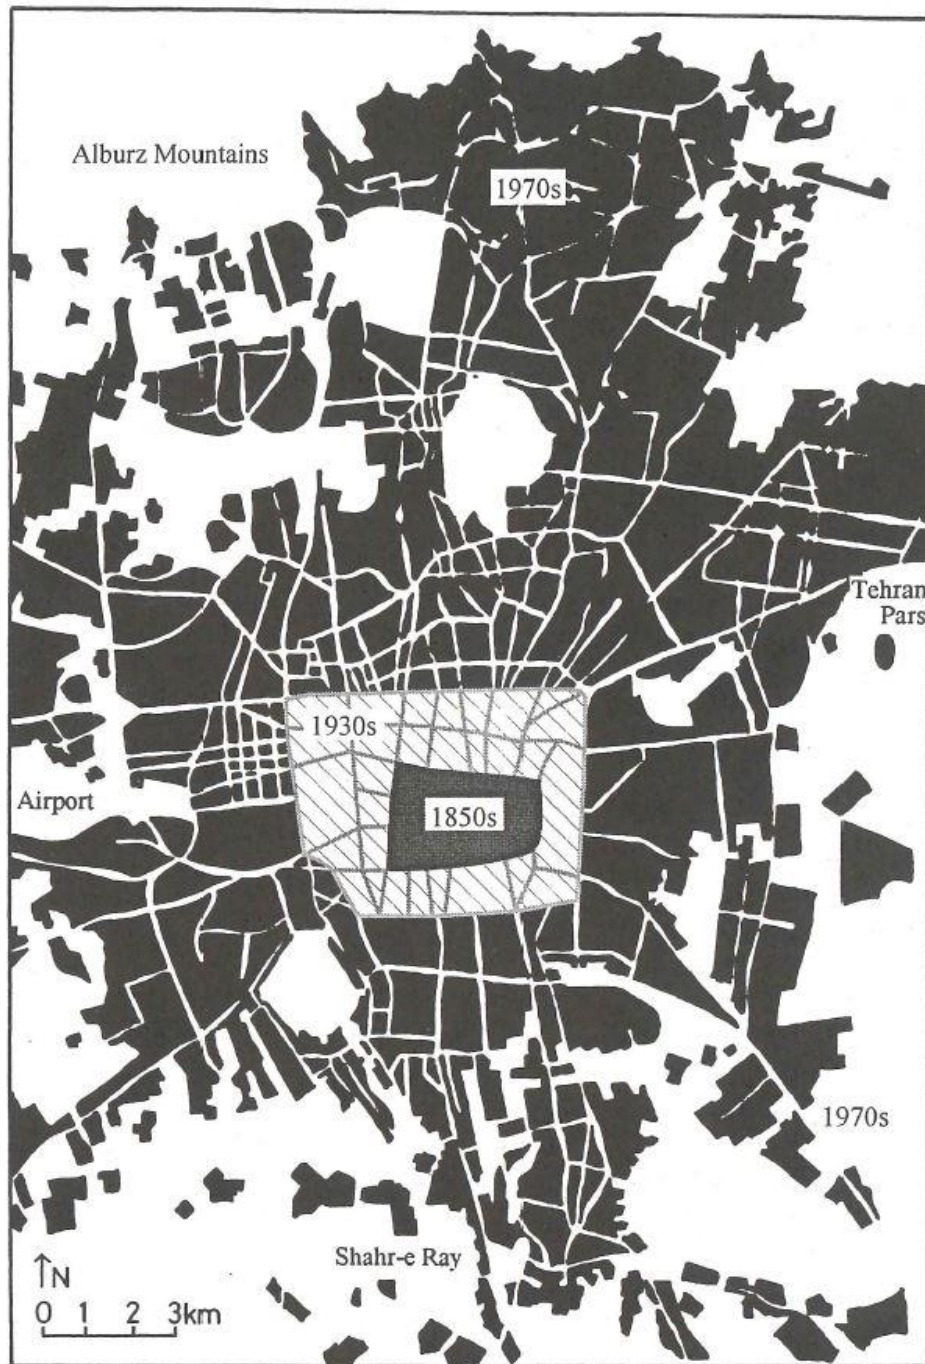 Alburz Mountains
1970s
Tehran
Pars
1930s
Airport
1850s
1970s
Shahr-e Ray
N
0 1 2 3km